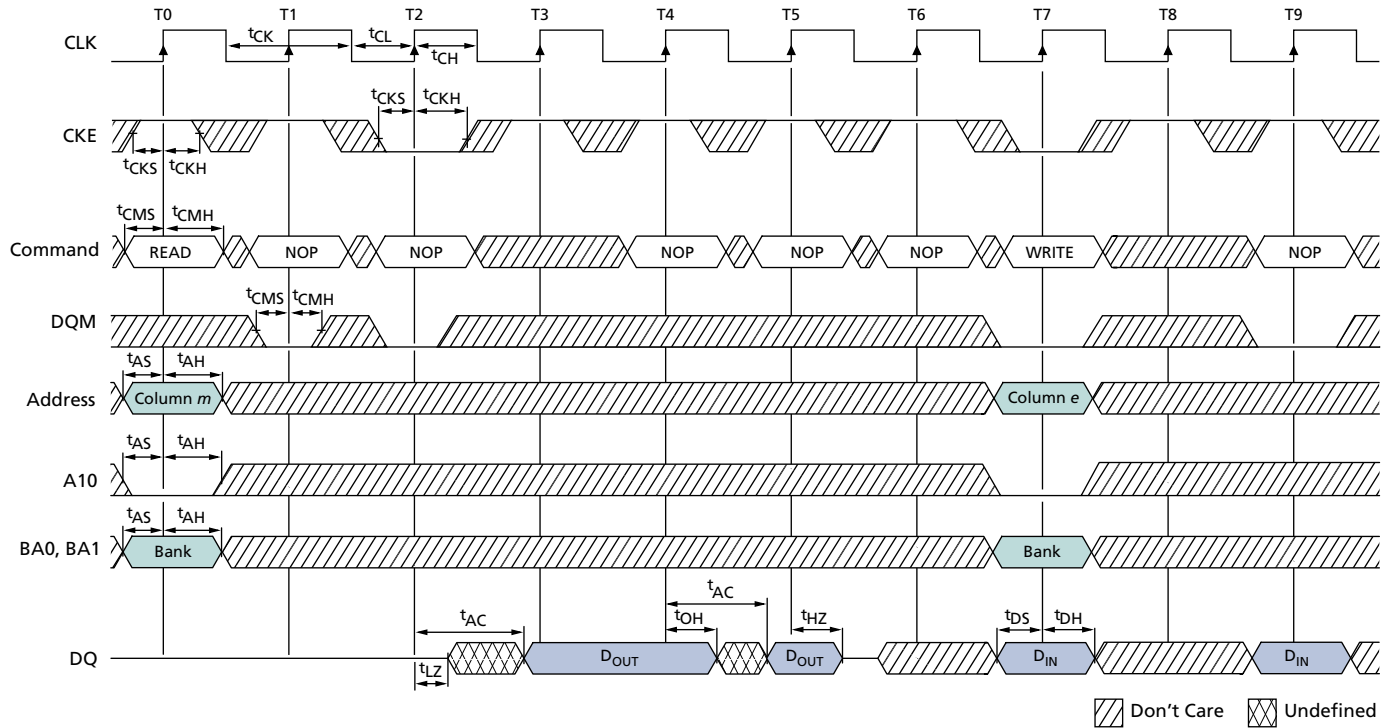 T0 T1 T2 T3 T4 T5 T6 T7 T8 T9
CLK tCK tCL tCH
tCKS tCKH
CKE
tCKS tCKH
tCMS tCMH
Command READ NOP NOP NOP NOP NOP WRITE NOP
tCMS tCMH
DQM
tAS tAH
Address Column m Column e
tAS tAH
A10
tAS tAH
BA0, BA1 Bank Bank
tAC tAC tOH tHZ tDS tDH
DQ DOUT DOUT DIN DIN
tLZ
Don't Care Undefined